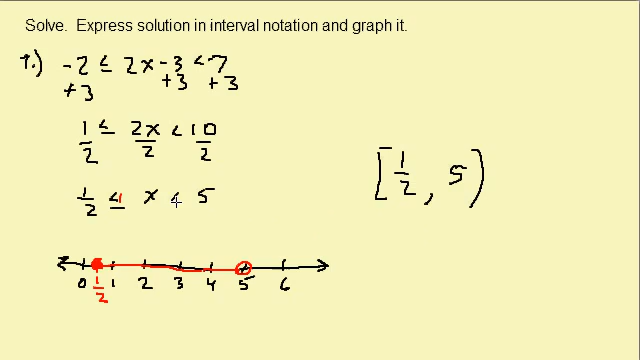 Solve. Express solution in interval notation and graph it.
9.) -2 ≤ 2x -3 < 7
+3 +3 +3
1/2 ≤ 2x/2 < 10/2
1/2 ≤ x < 5
[1/2, 5)
0 1/2 1 2 3 4 5 6